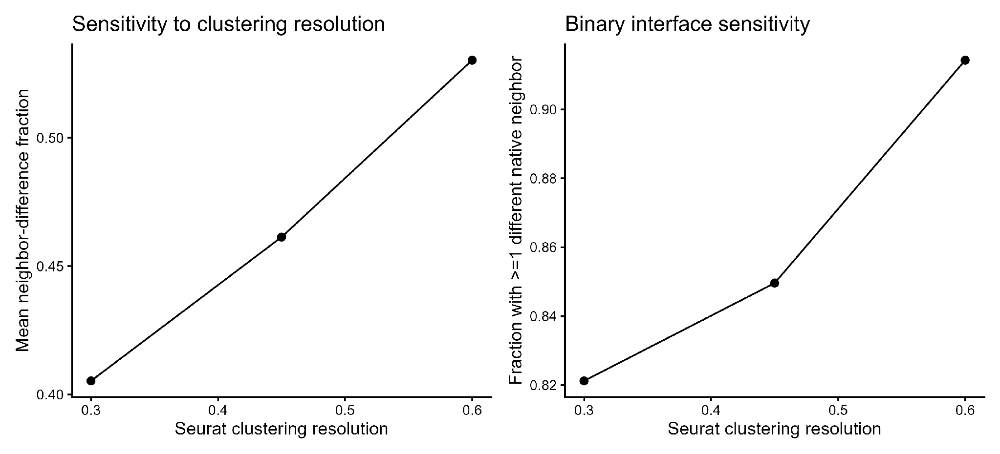 Sensitivity to clustering resolution
Mean neighbor-difference fraction
0.50
0.45
0.40
0.3 0.4 0.5 0.6
Seurat clustering resolution
Binary interface sensitivity
Fraction with >=1 different native neighbor
0.90
0.88
0.86
0.84
0.82
0.3 0.4 0.5 0.6
Seurat clustering resolution